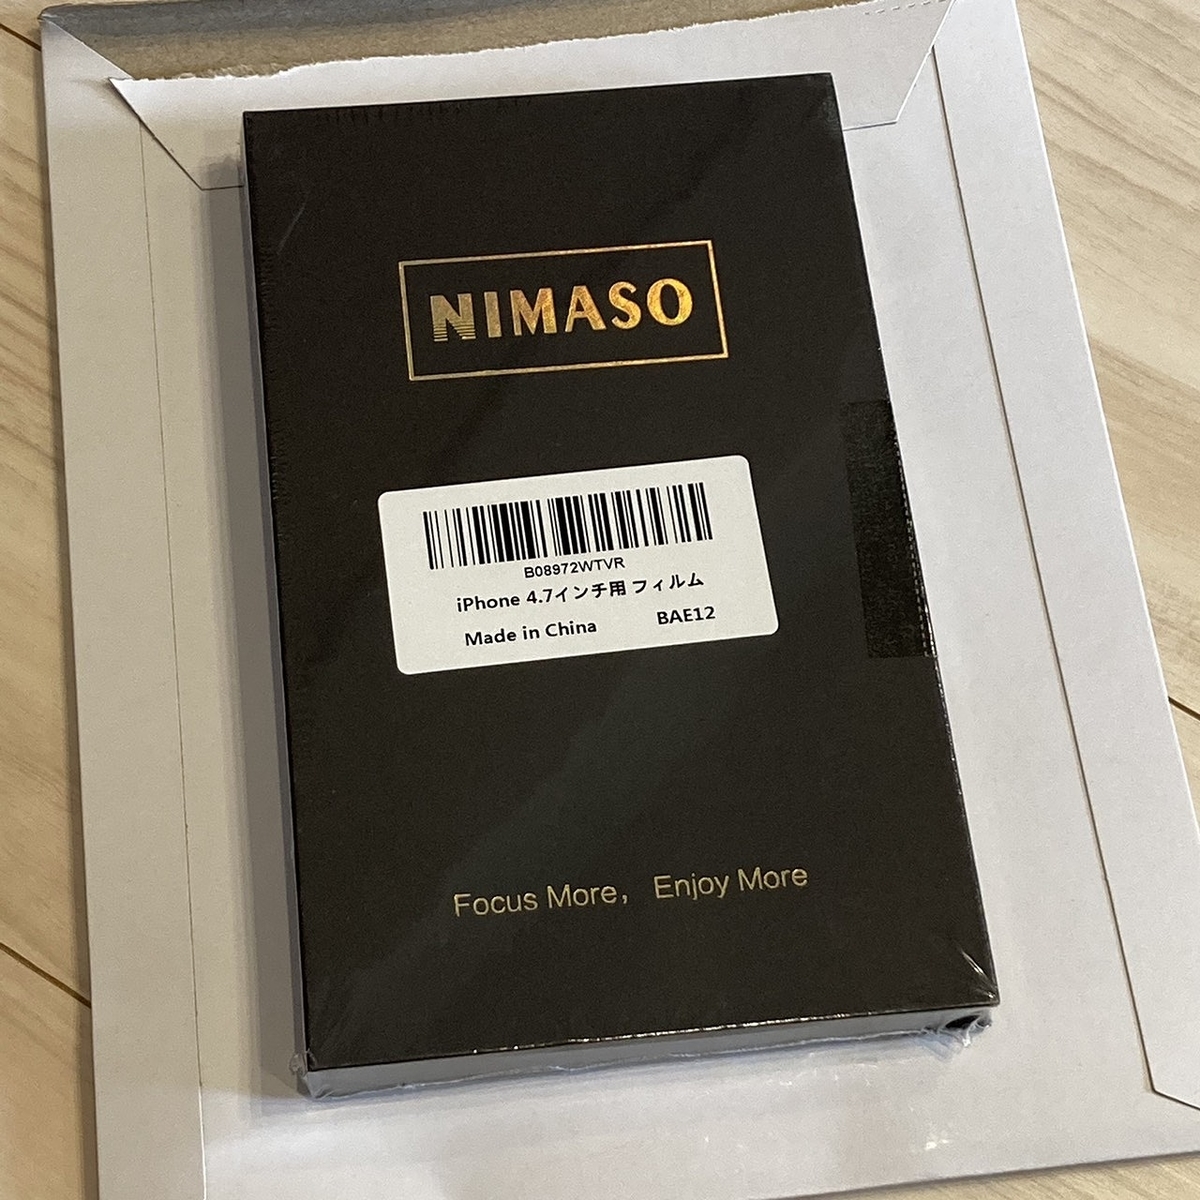 NIMASO
B08972WTVR
iPhone 4.7インチ用 フィルム
Made in China BAE12
Focus More, Enjoy More